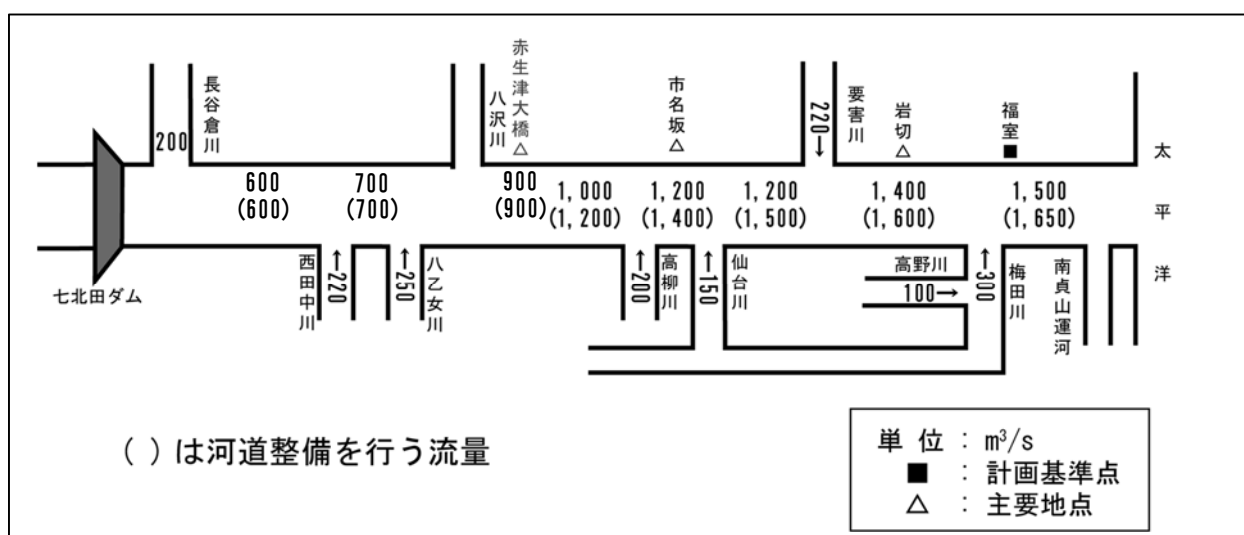 長谷倉川
八沢川
赤生津大橋
△
市名坂
△
要害川
岩切
△
福室
■
太平洋
200
220→
600
(600)
700
(700)
900
(900)
1,000
(1,200)
1,200
(1,400)
1,200
(1,500)
1,400
(1,600)
1,500
(1,650)
七北田ダム
西田中川
←220
←250
八乙女川
←200
高柳川
←150
仙台川
高野川
100→
←300
梅田川
南貞山運河
( )は河道整備を行う流量
単 位 : m³/s
■ : 計画基準点
△ : 主要地点